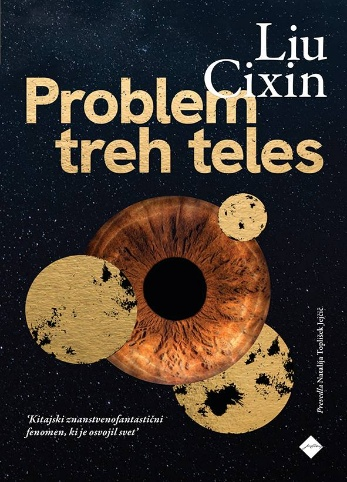 Liu
Cixin
Problem
treh teles
Prevedla Natalija Toplišek Jejčič
'Kitajski znanstvenofantastični
fenomen, ki je osvojil svet'